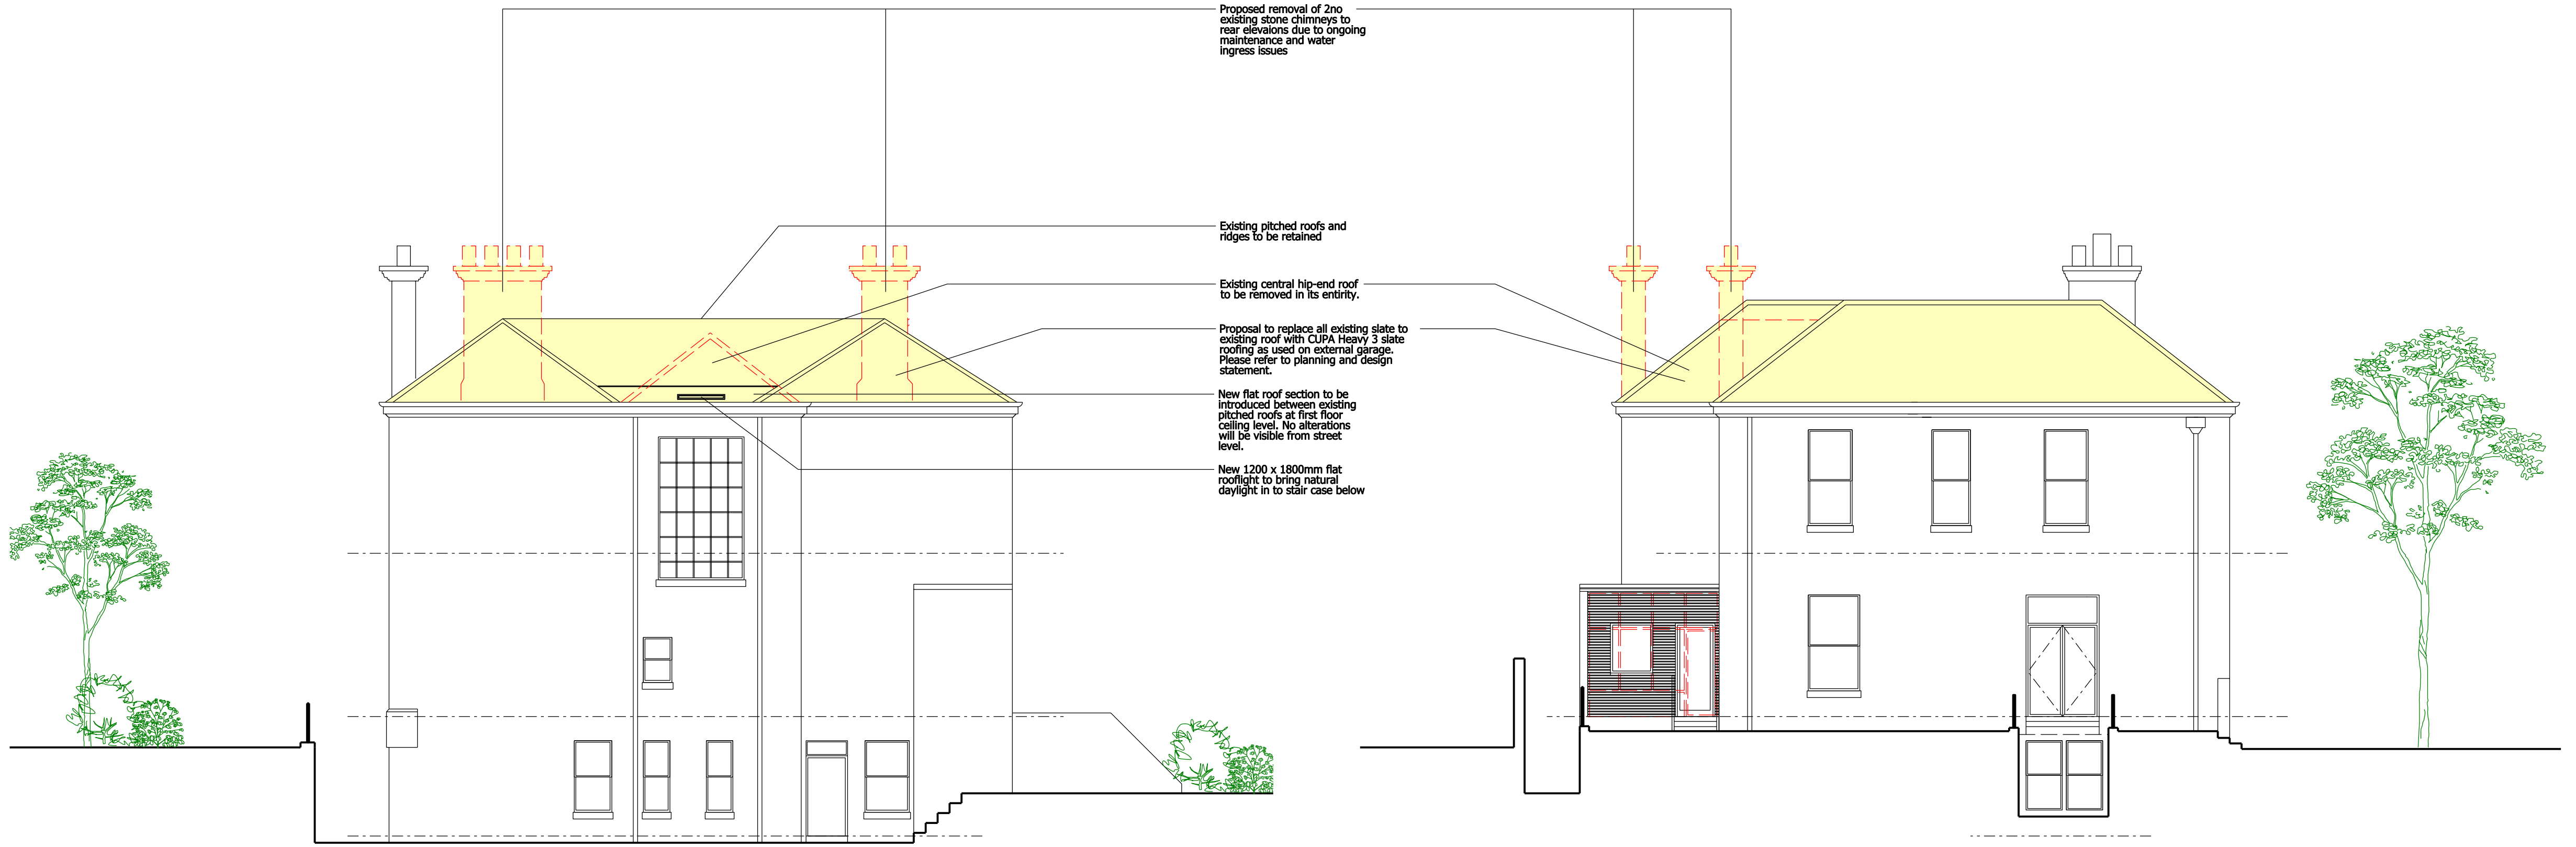 Proposed removal of 2no
existing stone chimneys to
rear elevaions due to ongoing
maintenance and water
ingress issues
Existing pitched roofs and
ridges to be retained
Existing central hip-end roof
to be removed in its entirity.
Proposal to replace all existing slate to
existing roof with CUPA Heavy 3 slate
roofing as used on external garage.
Please refer to planning and design
statement.
New flat roof section to be
introduced between existing
pitched roofs at first floor
ceiling level. No alterations
will be visible from street
level.
New 1200 x 1800mm flat
rooflight to bring natural
daylight in to stair case below